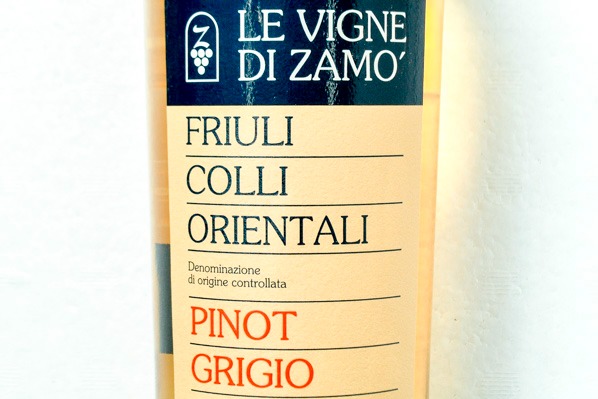 Z
LE VIGNE
DI ZAMO´
FRIULI
COLLI
ORIENTALI
Denominazione
di origine controllata
PINOT
GRIGIO